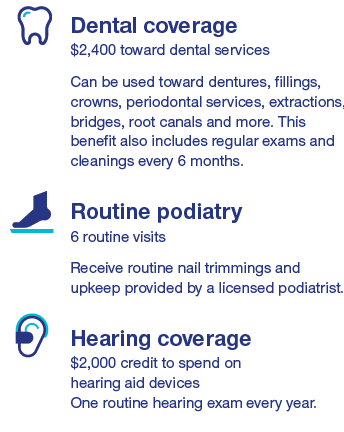 Dental coverage
$2,400 toward dental services
Can be used toward dentures, fillings,
crowns, periodontal services, extractions,
bridges, root canals and more. This
benefit also includes regular exams and
cleanings every 6 months.
Routine podiatry
6 routine visits
Receive routine nail trimmings and
upkeep provided by a licensed podiatrist.
Hearing coverage
$2,000 credit to spend on
hearing aid devices
One routine hearing exam every year.